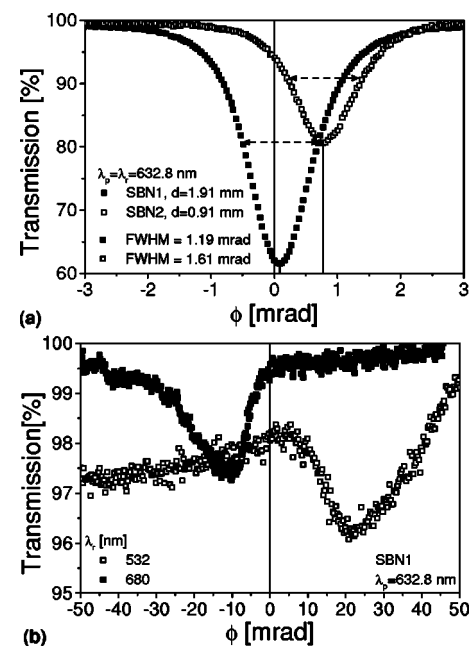 Transmission [%]
100
90
80
70
60
λp=λr=632.8 nm
SBN1, d=1.91 mm
SBN2, d=0.91 mm
FWHM = 1.19 mrad
FWHM = 1.61 mrad
-3 -2 -1 0 1 2 3
(a) ϕ [mrad]
Transmission[%]
100
99
98
97
96
95
λr [nm]
532
680
SBN1
λp=632.8 nm
-50 -40 -30 -20 -10 0 10 20 30 40 50
(b) ϕ [mrad]